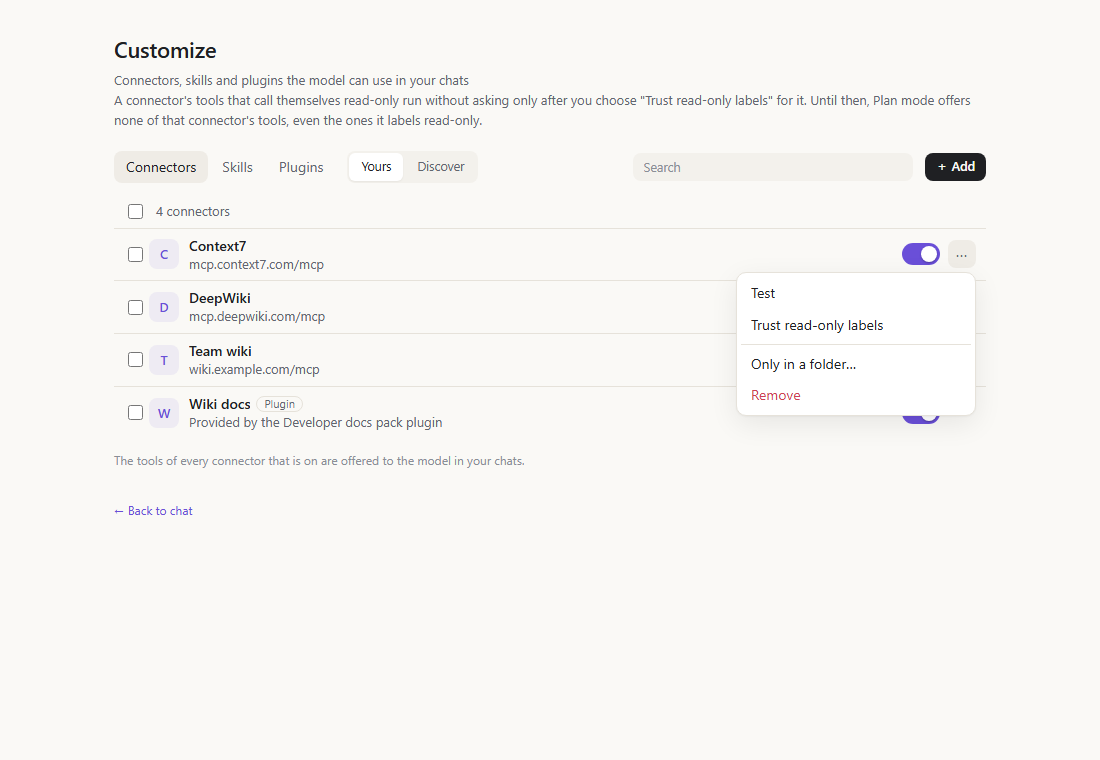 Customize
Connectors, skills and plugins the model can use in your chats
A connector's tools that call themselves read-only run without asking only after you choose "Trust read-only labels" for it. Until then, Plan mode offers
none of that connector's tools, even the ones it labels read-only.
Connectors Skills Plugins Yours Discover Search + Add
4 connectors
C Context7 ...
mcp.context7.com/mcp
D DeepWiki
mcp.deepwiki.com/mcp
T Team wiki
wiki.example.com/mcp
W Wiki docs Plugin
Provided by the Developer docs pack plugin
Test
Trust read-only labels
Only in a folder...
Remove
The tools of every connector that is on are offered to the model in your chats.
← Back to chat